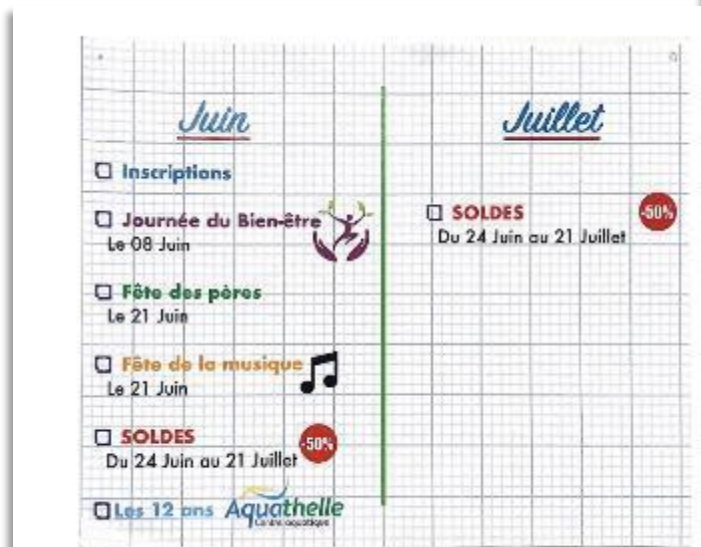 Juin
Inscriptions
Journée du Bien-être
Le 08 Juin
Fête des pères
Le 21 Juin
Fête de la musique
Le 21 Juin
SOLDES
-50%
Du 24 Juin au 21 Juillet
Les 12 ans Aquathelle
Centre aquatique
Juillet
SOLDES
-50%
Du 24 Juin au 21 Juillet